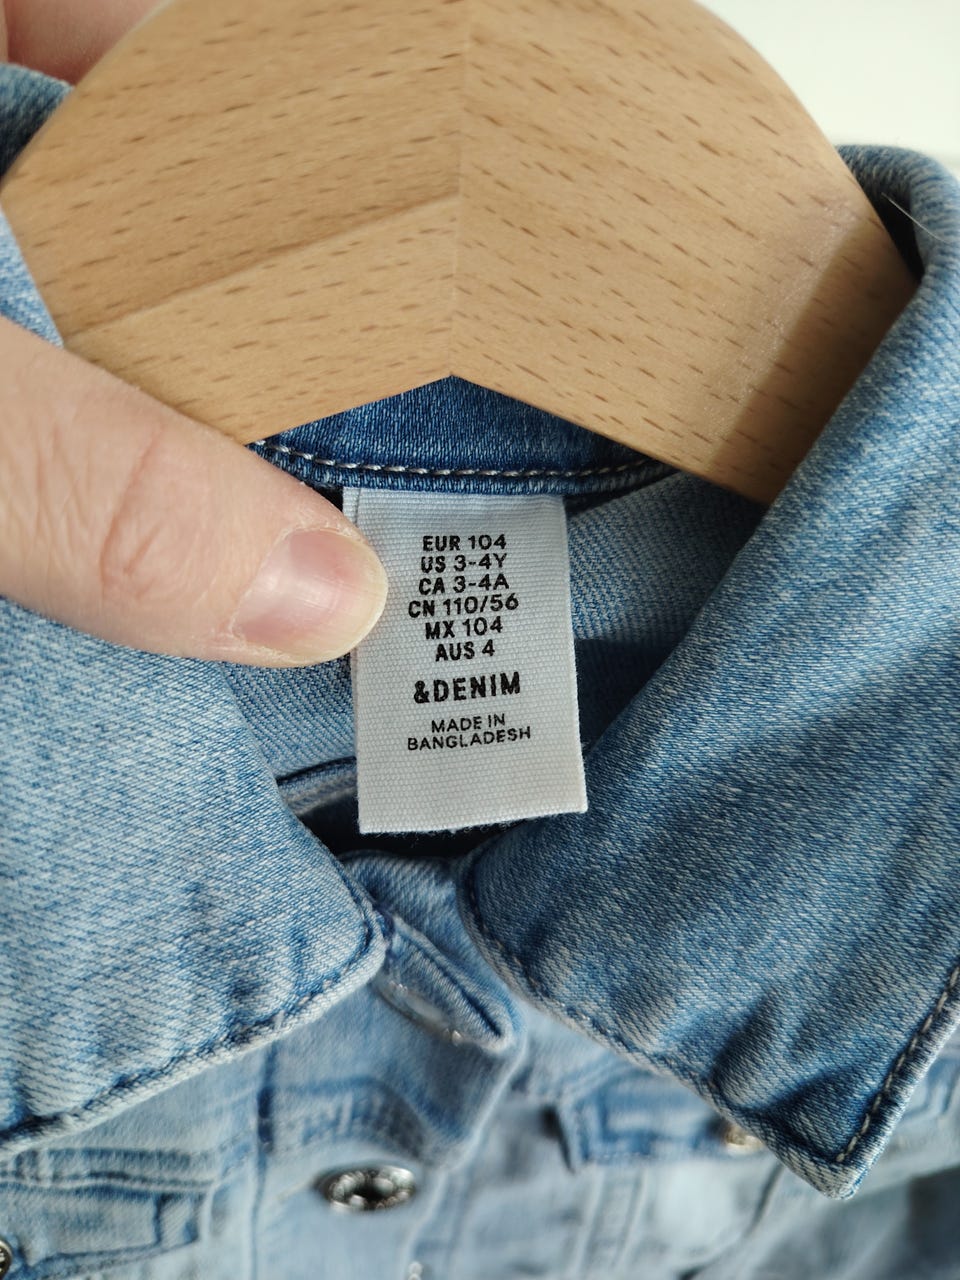 EUR 104
US 3-4Y
CA 3-4A
CN 110/56
MX 104
AUS 4
&DENIM
MADE IN
BANGLADESH